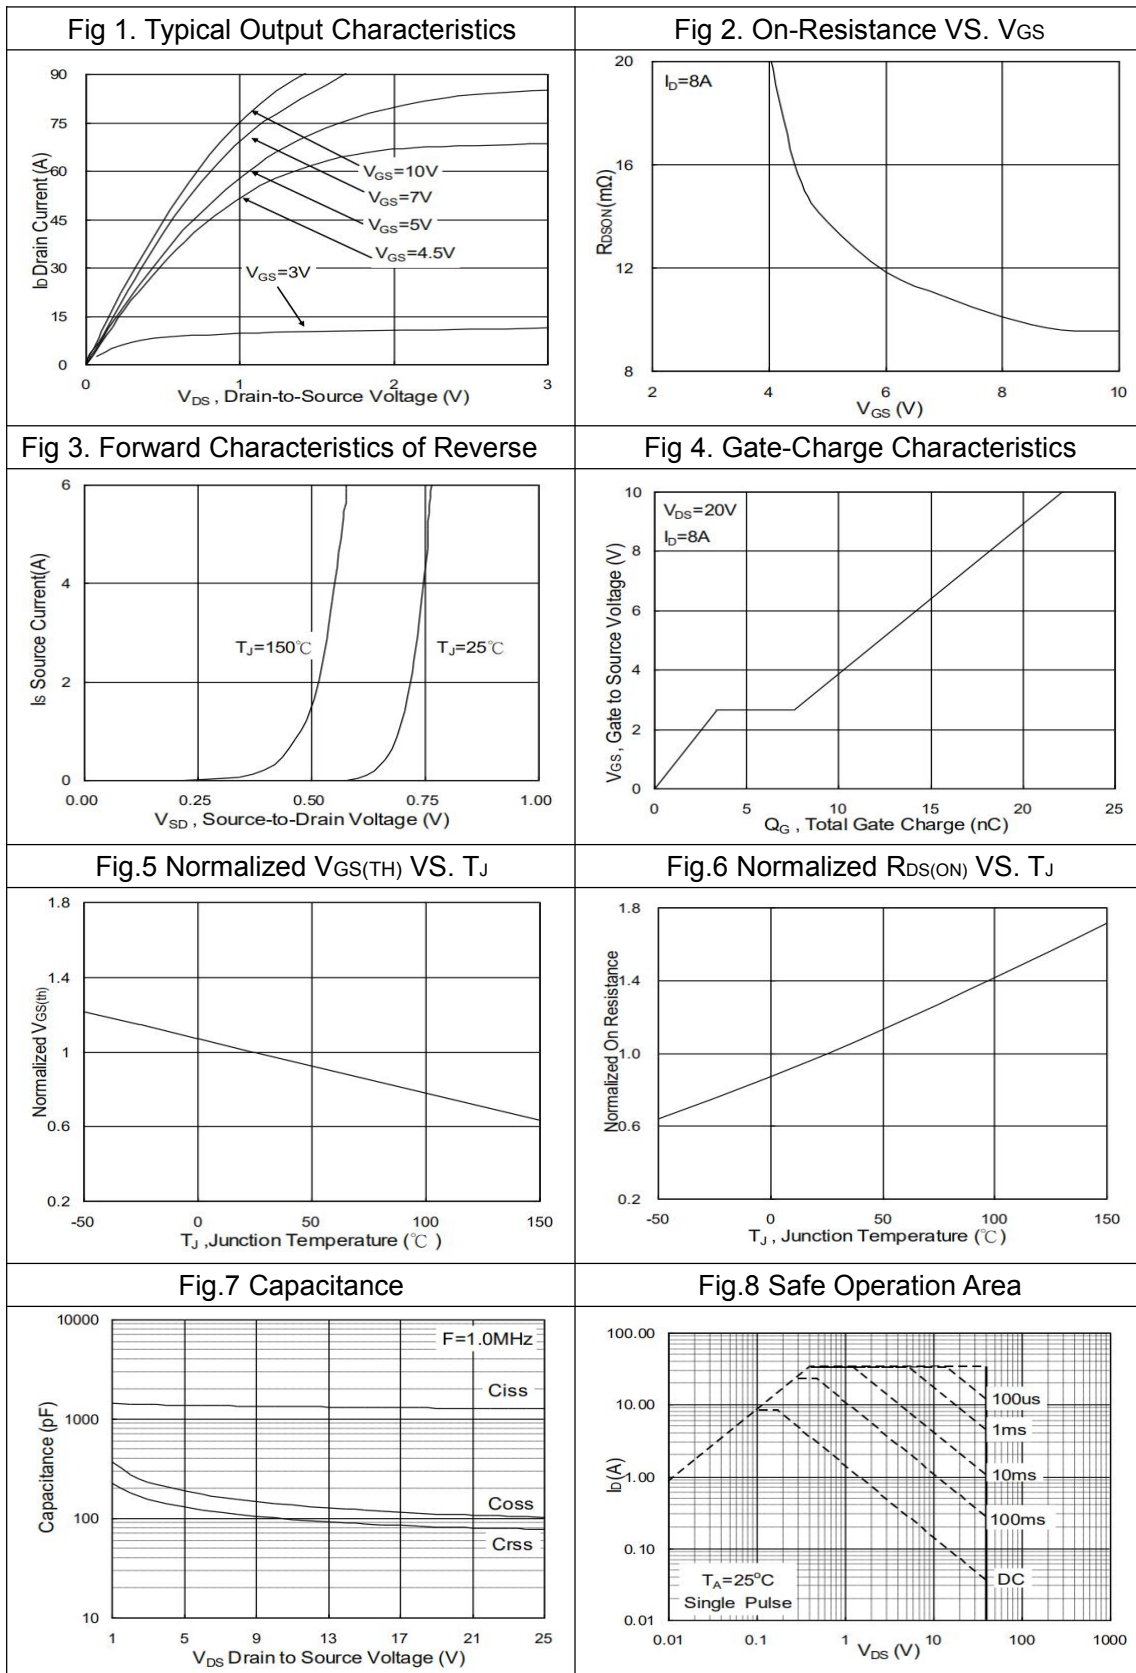 Fig 1. Typical Output Characteristics
90
75
60
45
30
15
0
ID Drain Current (A)
VGS=10V
VGS=7V
VGS=5V
VGS=4.5V
VGS=3V
0 1 2 3
VDS , Drain-to-Source Voltage (V)
Fig 2. On-Resistance VS. VGS
20
16
12
8
RDSON(mΩ)
ID=8A
2 4 6 8 10
VGS (V)
Fig 3. Forward Characteristics of Reverse
6
4
2
0
IS Source Current(A)
TJ=150℃
TJ=25℃
0.00 0.25 0.50 0.75 1.00
VSD , Source-to-Drain Voltage (V)
Fig 4. Gate-Charge Characteristics
10
8
6
4
2
0
VGS , Gate to Source Voltage (V)
VDS=20V
ID=8A
0 5 10 15 20 25
QG , Total Gate Charge (nC)
Fig.5 Normalized VGS(TH) VS. TJ
1.8
1.4
1
0.6
0.2
Normalized VGS(th)
-50 0 50 100 150
TJ ,Junction Temperature (℃ )
Fig.6 Normalized RDS(ON) VS. TJ
1.8
1.4
1.0
0.6
0.2
Normalized On Resistance
-50 0 50 100 150
TJ , Junction Temperature (℃)
Fig.7 Capacitance
10000
1000
100
10
Capacitance (pF)
F=1.0MHz
Ciss
Coss
Crss
1 5 9 13 17 21 25
VDS Drain to Source Voltage (V)
Fig.8 Safe Operation Area
100.00
10.00
1.00
0.10
0.01
ID(A)
100us
1ms
10ms
100ms
DC
TA=25oC
Single Pulse
0.01 0.1 1 10 100 1000
VDS (V)